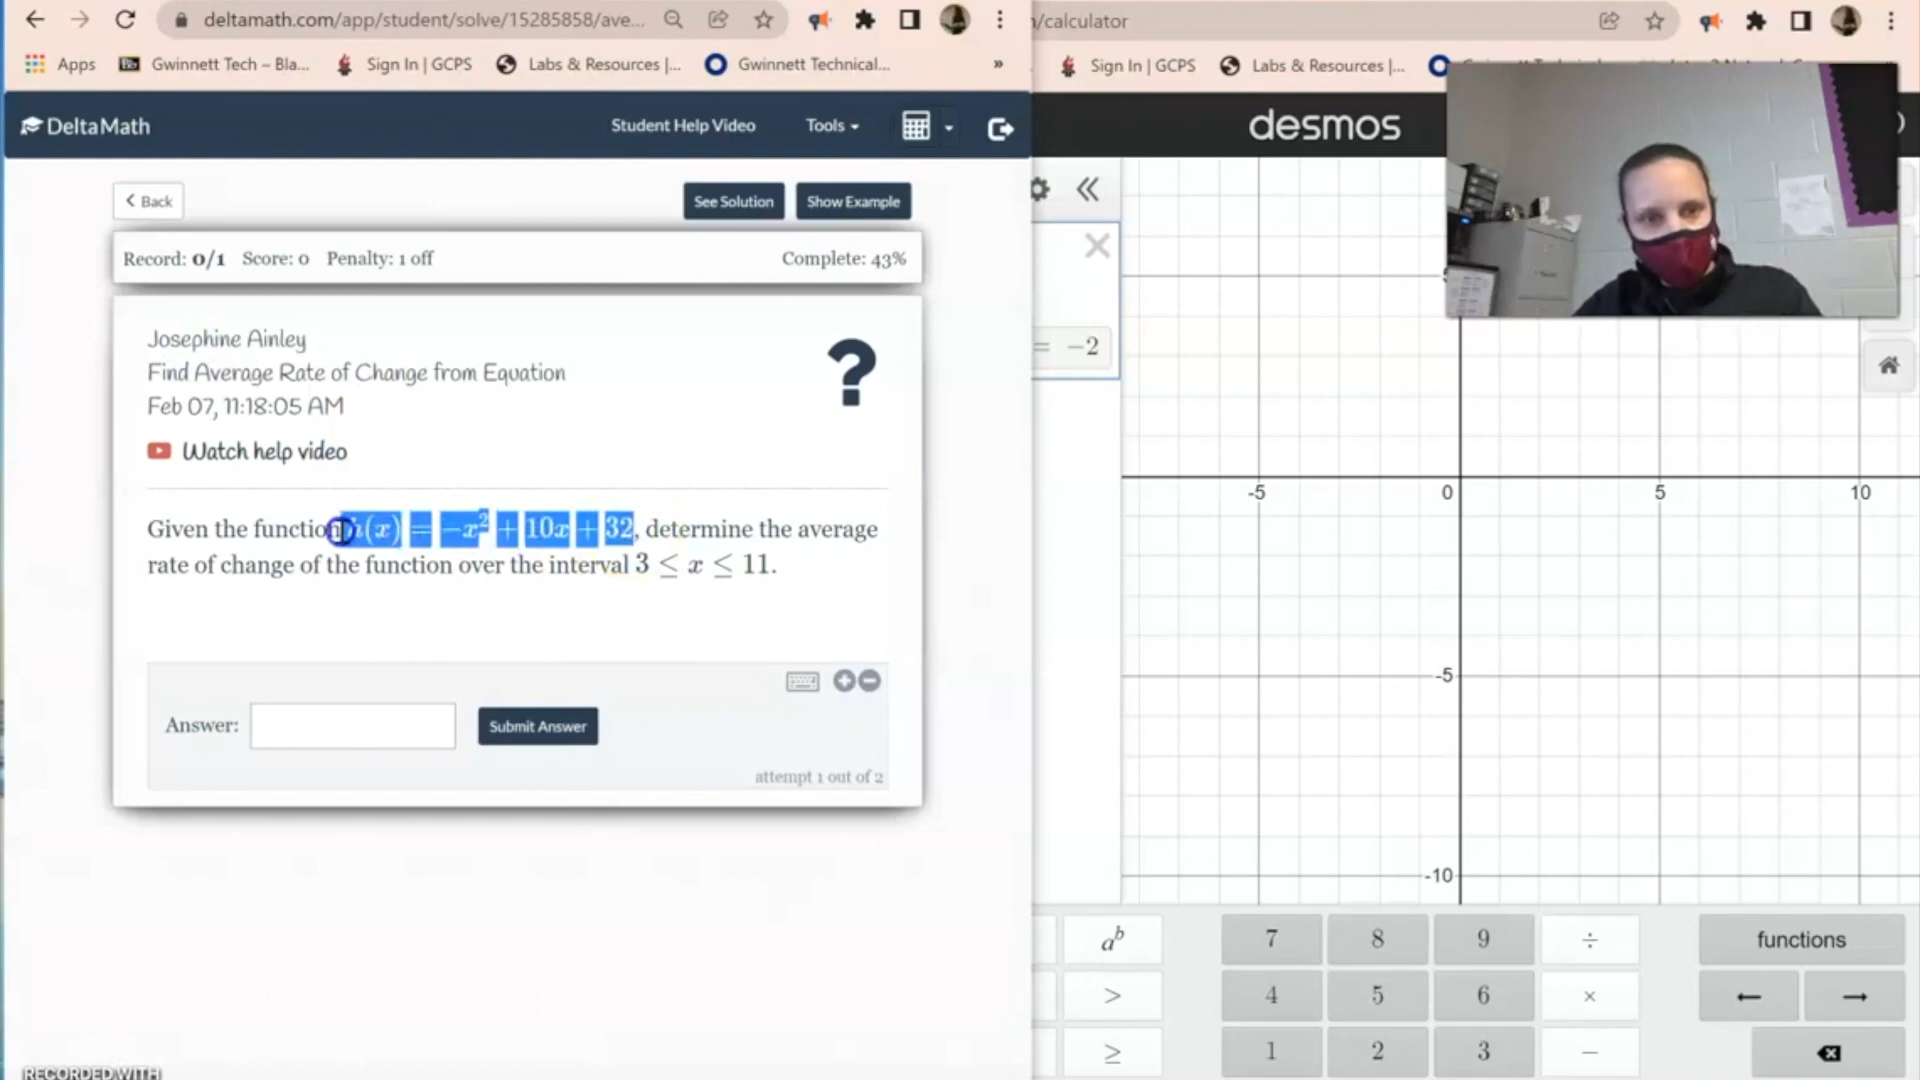 deltamath.com/app/student/solve/15285858/ave...
/calculator
Apps
Bb
Gwinnett Tech – Bla...
Sign In | GCPS
Labs & Resources |...
Gwinnett Technical...
»
Sign In | GCPS
Labs & Resources |...
DeltaMath
Student Help Video
Tools
desmos
Back
See Solution
Show Example
Record: 0/1 Score: 0 Penalty: 1 off
Complete: 43%
Josephine Ainley
Find Average Rate of Change from Equation
Feb 07, 11:18:05 AM
?
Watch help video
Given the function h(x) = −x² + 10x + 32, determine the average
rate of change of the function over the interval 3 ≤ x ≤ 11.
Answer:
Submit Answer
attempt 1 out of 2
= −2
-5
0
5
10
-5
-10
aᵇ
7
8
9
÷
functions
>
4
5
6
×
←
→
≥
1
2
3
−
RECORDED WITH